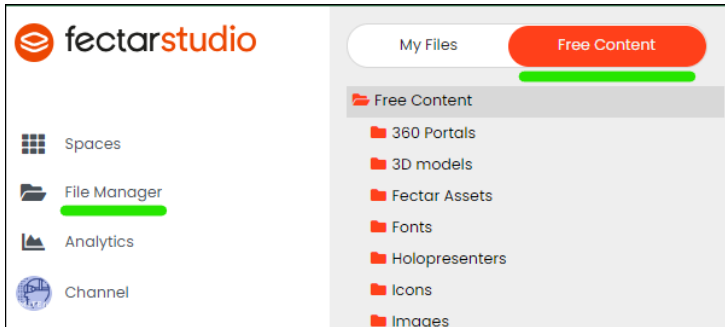 fectarstudio
My Files
Free Content
Spaces
File Manager
Analytics
Channel
Free Content
360 Portals
3D models
Fectar Assets
Fonts
Holopresenters
Icons
Images